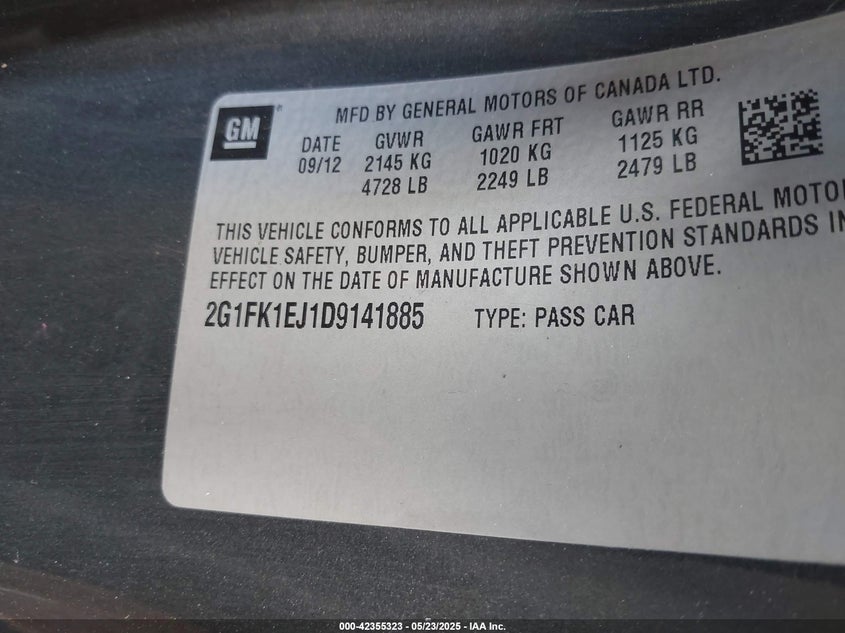 GM
MFD BY GENERAL MOTORS OF CANADA LTD.
DATE GVWR GAWR FRT GAWR RR
09/12 2145 KG 1020 KG 1125 KG
4728 LB 2249 LB 2479 LB
THIS VEHICLE CONFORMS TO ALL APPLICABLE U.S. FEDERAL MOTOR
VEHICLE SAFETY, BUMPER, AND THEFT PREVENTION STANDARDS IN
EFFECT ON THE DATE OF MANUFACTURE SHOWN ABOVE.
2G1FK1EJ1D9141885 TYPE: PASS CAR
000-42355323 - 05/23/2025 - IAA Inc.